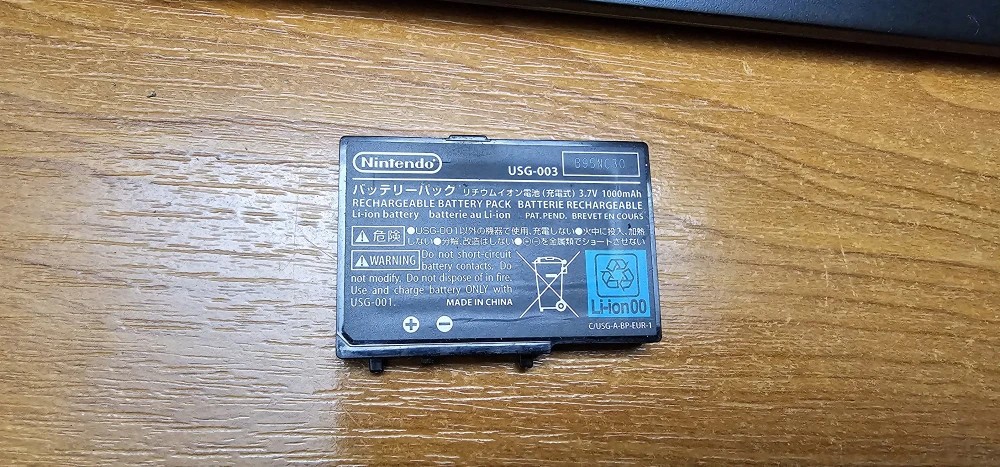 Nintendo®
USG-003 B95NC30
バッテリーパック リチウムイオン電池(充電式) 3.7V 1000mAh
RECHARGEABLE BATTERY PACK BATTERIE RECHARGEABLE
Li-ion battery batterie au Li-ion PAT. PEND. BREVET EN COURS
危険 ●USG-001以外の機器で使用、充電しない●火中に投入、加熱
しない●分解、改造はしない●⊕⊖を金属類でショートさせない
WARNING Do not short-circuit
battery contacts. Do
not modify. Do not dispose of in fire.
Use and charge battery ONLY with
USG-001.
MADE IN CHINA
Li-ion00
C/USG-A-BP-EUR-1